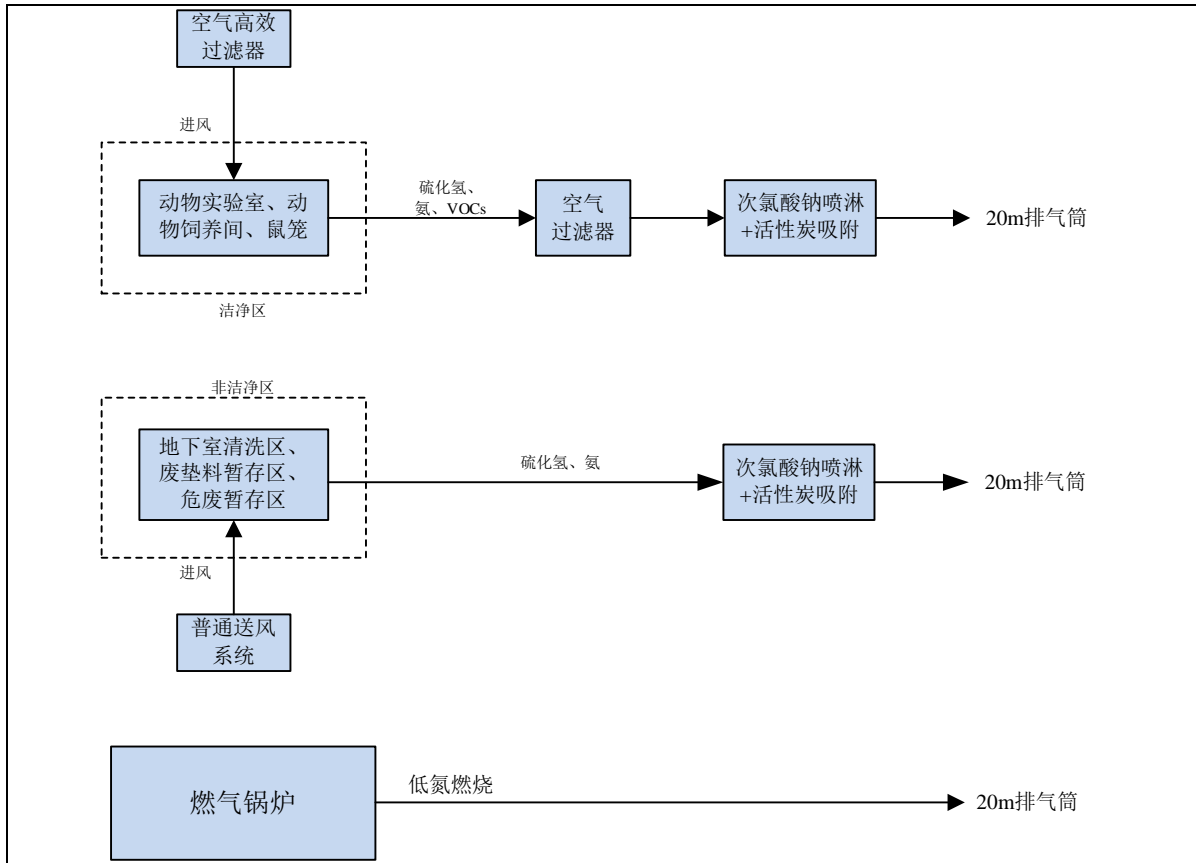 空气高效
过滤器
进风
动物实验室、动
物饲养间、鼠笼
洁净区
硫化氢、
氨、VOCs
空气
过滤器
次氯酸钠喷淋
+活性炭吸附
20m排气筒
非洁净区
地下室清洗区、
废垫料暂存区、
危废暂存区
进风
普通送风
系统
硫化氢、氨
次氯酸钠喷淋
+活性炭吸附
20m排气筒
燃气锅炉
低氮燃烧
20m排气筒